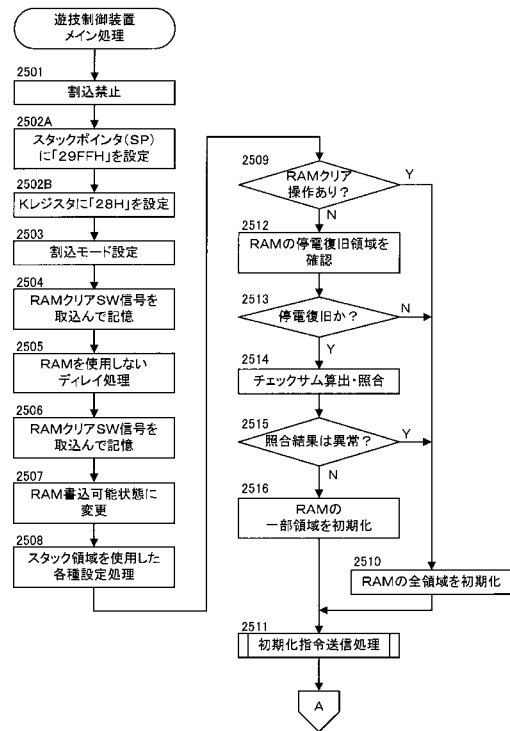 遊技制御装置
メイン処理
2501
割込禁止
2502A
スタックポインタ(SP)
に「29FFH」を設定
2502B
Kレジスタに「28H」を設定
2503
割込モード設定
2504
RAMクリアSW信号を
取込んで記憶
2505
RAMを使用しない
ディレイ処理
2506
RAMクリアSW信号を
取込んで記憶
2507
RAM書込可能状態に
変更
2508
スタック領域を使用した
各種設定処理
2509
RAMクリア
操作あり?
Y
N
2512
RAMの停電復旧領域を
確認
2513
停電復旧か?
N
Y
2514
チェックサム算出・照合
2515
照合結果は異常?
Y
N
2516
RAMの
一部領域を初期化
2510
RAMの全領域を初期化
2511
初期化指令送信処理
A